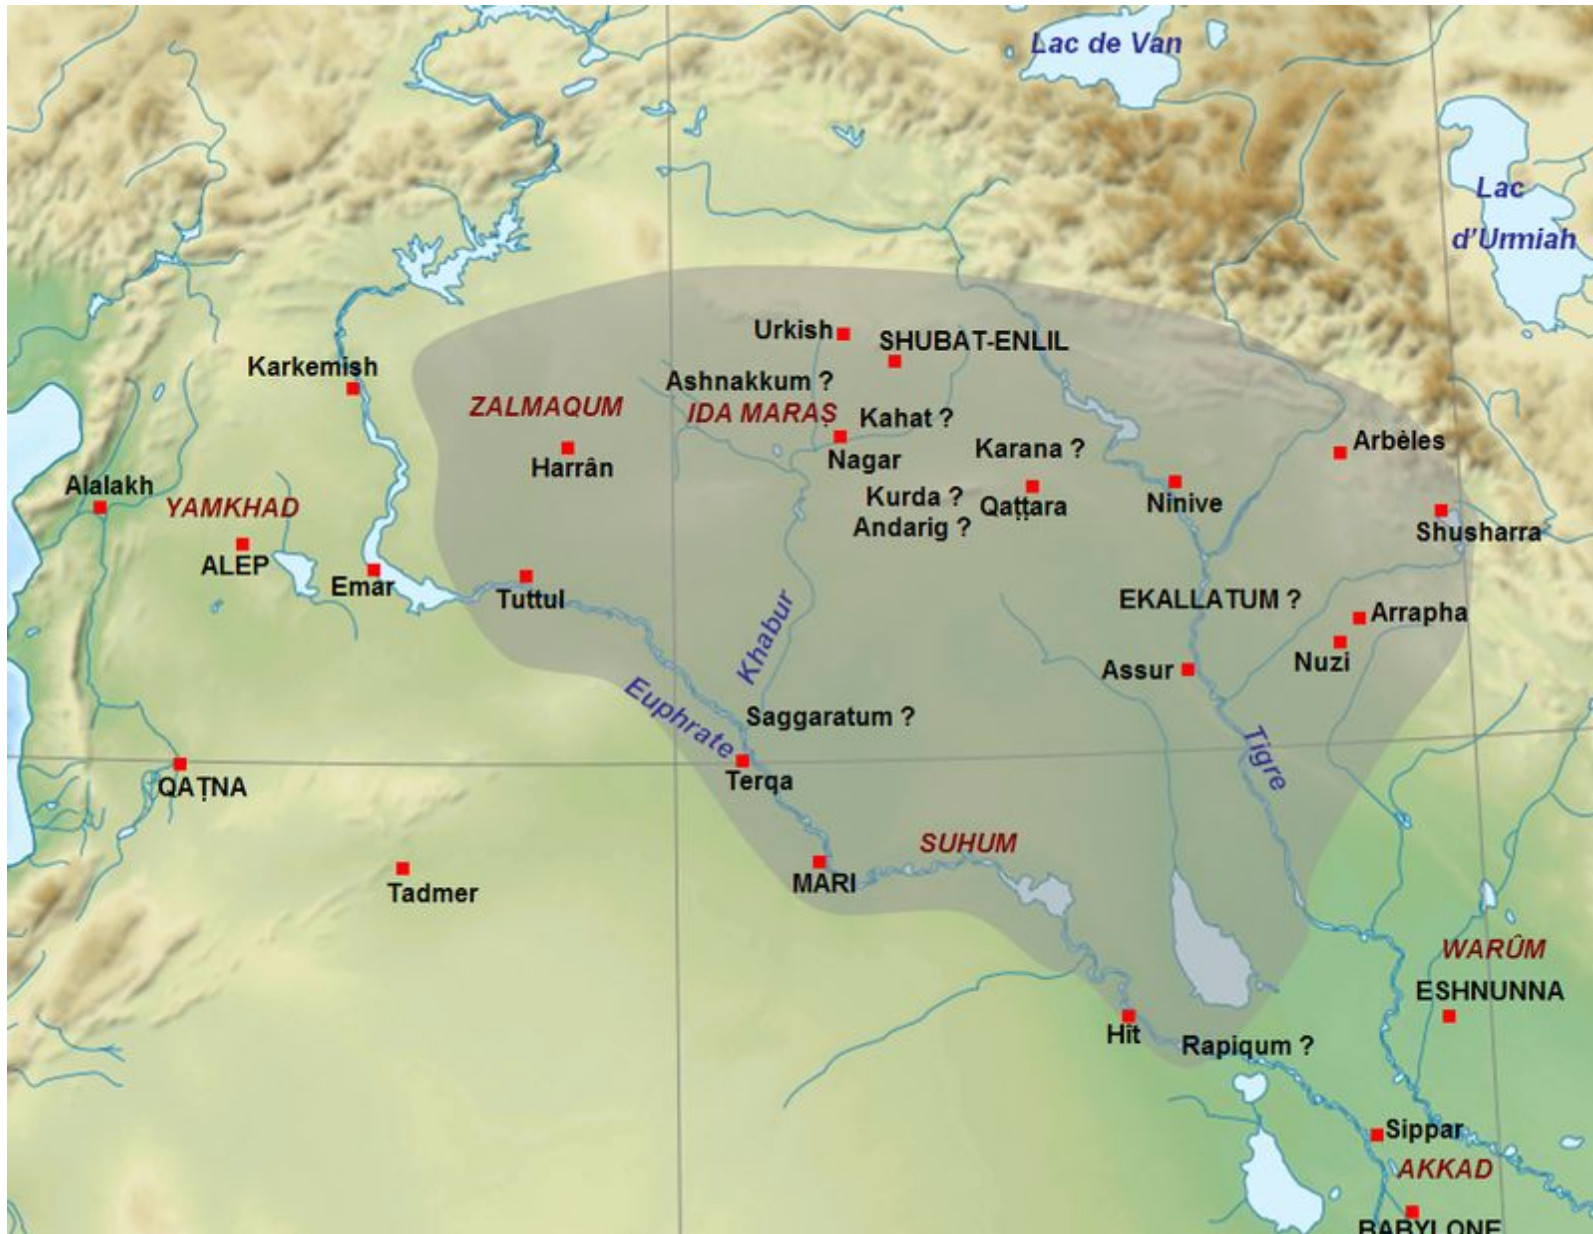 Lac de Van
Lac
d'Urmiah
Urkish
SHUBAT-ENLIL
Karkemish
Ashnakkum ?
ZALMAQUM
IDA MARAṢ
Kahat ?
Karana ?
Arbèles
Harrân
Nagar
Alalakh
YAMKHAD
Kurda ?
Qaṭṭara
Ninive
Andarig ?
Shusharra
ALEP
Emar
Tuttul
EKALLATUM ?
Arrapha
Khabur
Nuzi
Assur
Euphrate
Saggaratum ?
Tigre
Terqa
QAṬNA
SUHUM
MARI
Tadmer
WARÛM
ESHNUNNA
Hît
Rapiqum ?
Sippar
AKKAD
BABYLONE